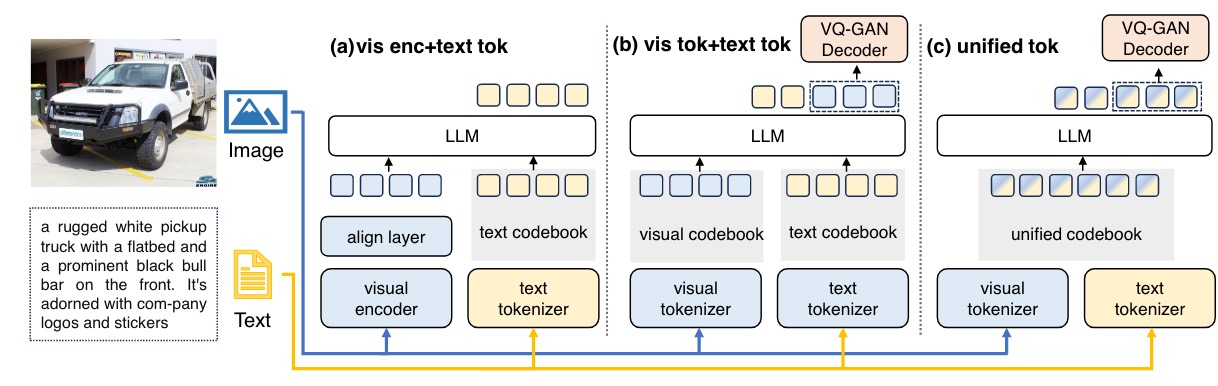 (a)vis enc+text tok
(b) vis tok+text tok
VQ-GAN
Decoder
(c) unified tok
VQ-GAN
Decoder
Image
LLM
LLM
LLM
a rugged white pickup
truck with a flatbed and
a prominent black bull
bar on the front. It's
adorned with com-pany
logos and stickers
Text
align layer
text codebook
visual codebook
text codebook
unified codebook
visual
encoder
text
tokenizer
visual
tokenizer
text
tokenizer
visual
tokenizer
text
tokenizer